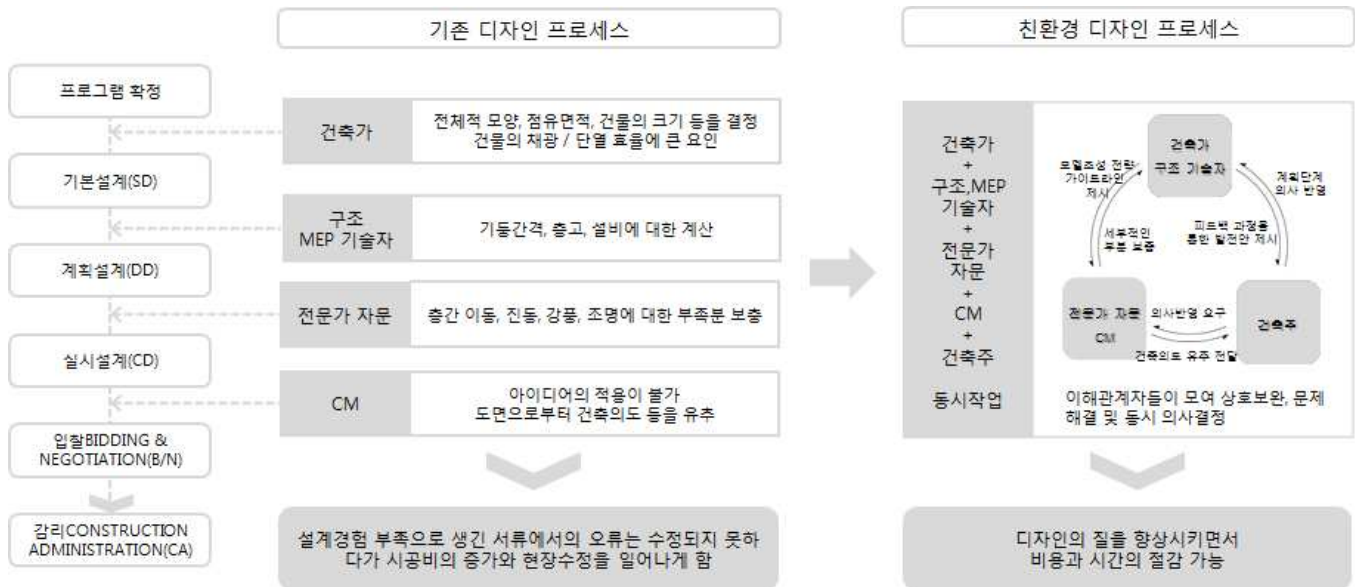 기존 디자인 프로세스
친환경 디자인 프로세스
프로그램 확정
기본설계(SD)
계획설계(DD)
실시설계(CD)
입찰BIDDING &
NEGOTIATION(B/N)
감리CONSTRUCTION
ADMINISTRATION(CA)
건축가
전체적 모양, 점유면적, 건물의 크기 등을 결정
건물의 채광 / 단열 효율에 큰 요인
구조
MEP 기술자
기둥간격, 층고, 설비에 대한 계산
전문가 자문
층간 이동, 진동, 강풍, 조명에 대한 부족분 보충
CM
아이디어의 적용이 불가
도면으로부터 건축의도 등을 유추
설계경험 부족으로 생긴 서류에서의 오류는 수정되지 못하
다가 시공비의 증가와 현장수정을 일어나게 함
건축가
+
구조,MEP
기술자
+
전문가
자문
+
CM
+
건축주
동시작업
건축가
구조 기술자
모델조성 전략
가이드라인
제시
계획단계
의사 반영
세부적인
부분 보충
피드백 과정을
통한 발전안 제시
전문가 자문
CM
의사반영 요구
건축의도 유추 전달
건축주
이해관계자들이 모여 상호보완, 문제
해결 및 동시 의사결정
디자인의 질을 향상시키면서
비용과 시간의 절감 가능